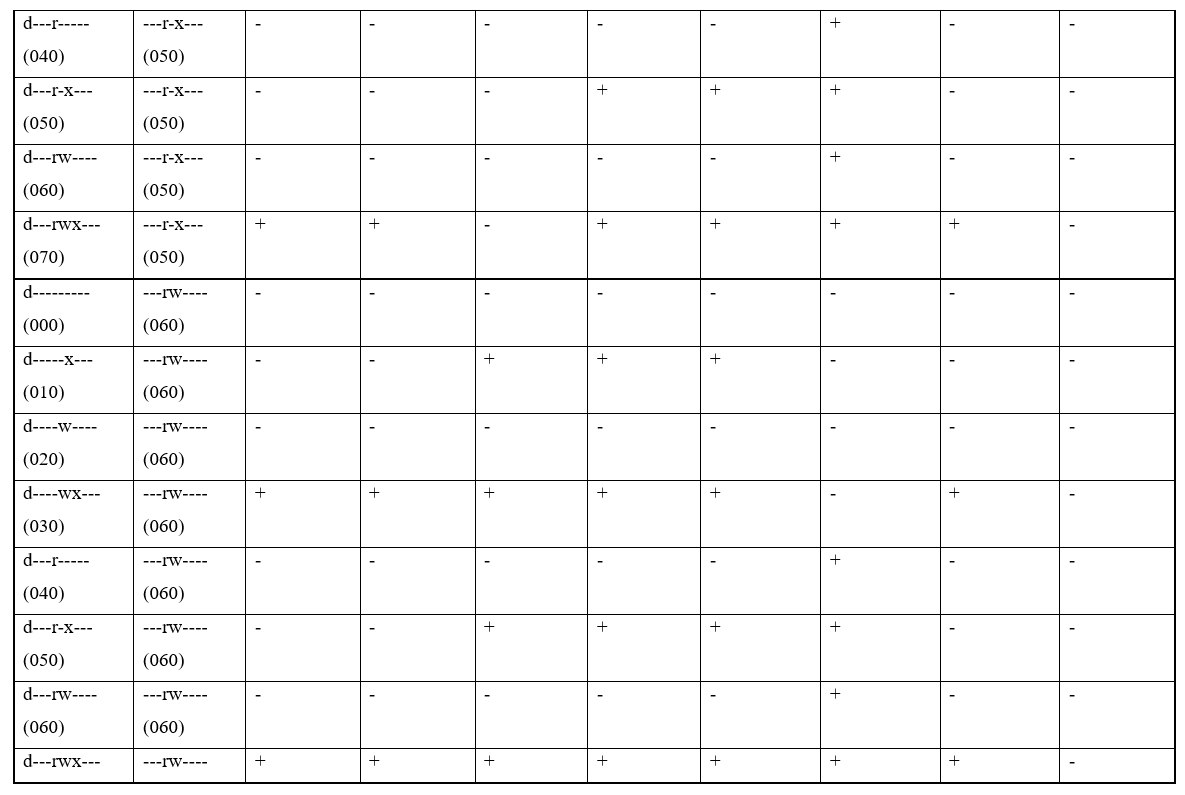 d---r----- ---r-x--- - - - - - + - -
(040) (050)
d---r-x--- ---r-x--- - - - + + + - -
(050) (050)
d---rw---- ---r-x--- - - - - - + - -
(060) (050)
d---rwx--- ---r-x--- + + - + + + + -
(070) (050)
d--------- ---rw---- - - - - - - - -
(000) (060)
d-----x--- ---rw---- - - + + + - - -
(010) (060)
d----w---- ---rw---- - - - - - - - -
(020) (060)
d----wx--- ---rw---- + + + + + - + -
(030) (060)
d---r----- ---rw---- - - - - - + - -
(040) (060)
d---r-x--- ---rw---- - - + + + + - -
(050) (060)
d---rw---- ---rw---- - - - - - + - -
(060) (060)
d---rwx--- ---rw---- + + + + + + + -